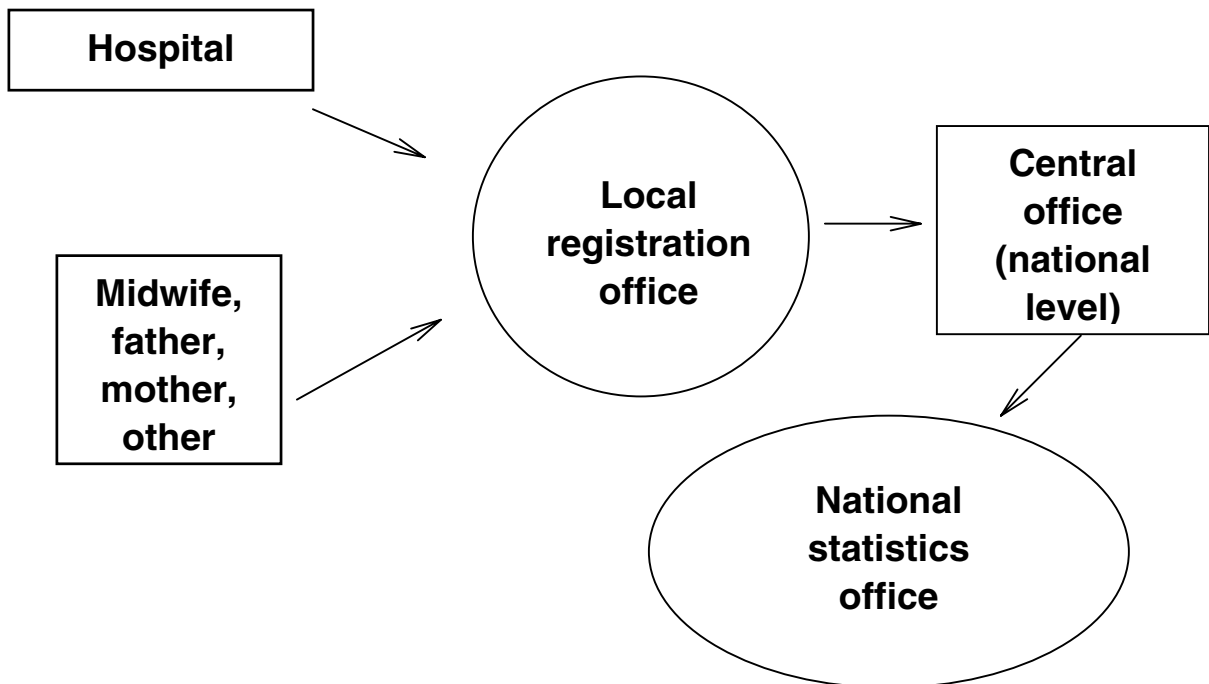 Hospital
Local
registration
office
Central
office
(national
level)
Midwife,
father,
mother,
other
National
statistics
office